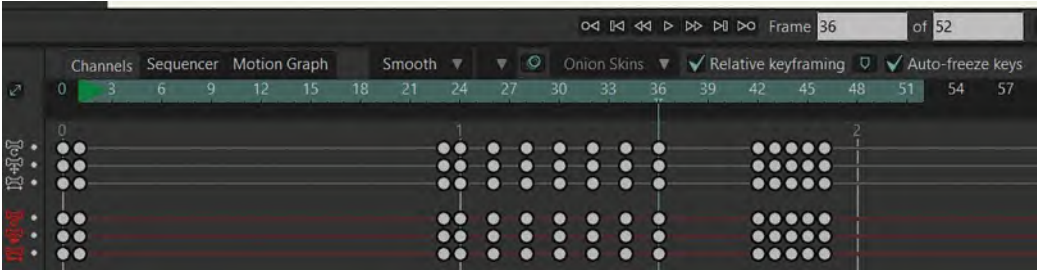 Frame 36 of 52
Channels Sequencer Motion Graph Smooth Onion Skins Relative keyframing Auto-freeze keys
0 3 6 9 12 15 18 21 24 27 30 33 36 39 42 45 48 51 54 57
0 1 2